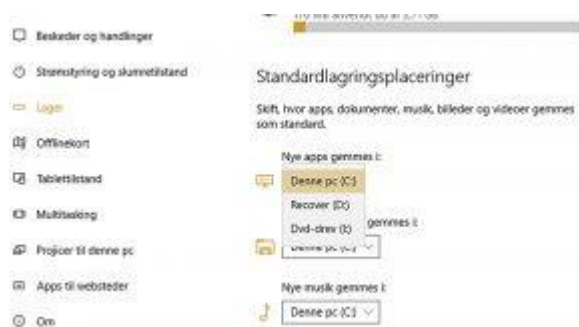 Beskeder og handlinger
Strømstyring og slumretilstand
Lager
Offlinekort
Tablettilstand
Multitasking
Projicer til denne pc
Apps til websteder
Om
Standardlagringsplaceringer
Skift, hvor apps, dokumenter, musik, billeder og videoer gemmes
som standard.
Nye apps gemmes i:
Denne pc (C:)
Recover (D:)
Dvd-drev (E:)
gemmes i:
Denne pc (C:)
Nye musik gemmes i:
Denne pc (C:)